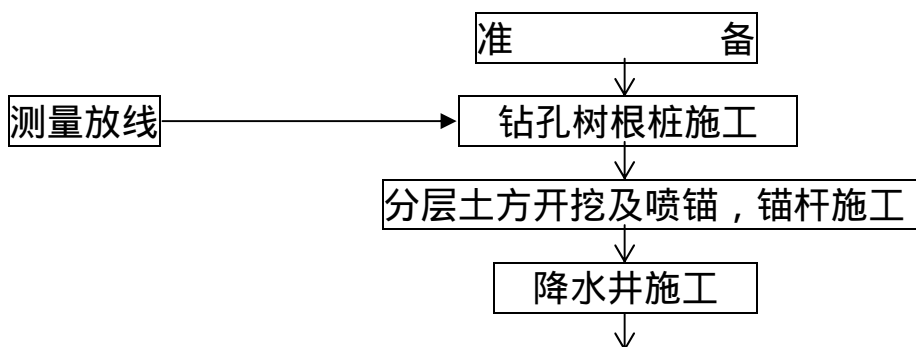 准 备
测量放线
钻孔树根桩施工
分层土方开挖及喷锚，锚杆施工
降水井施工